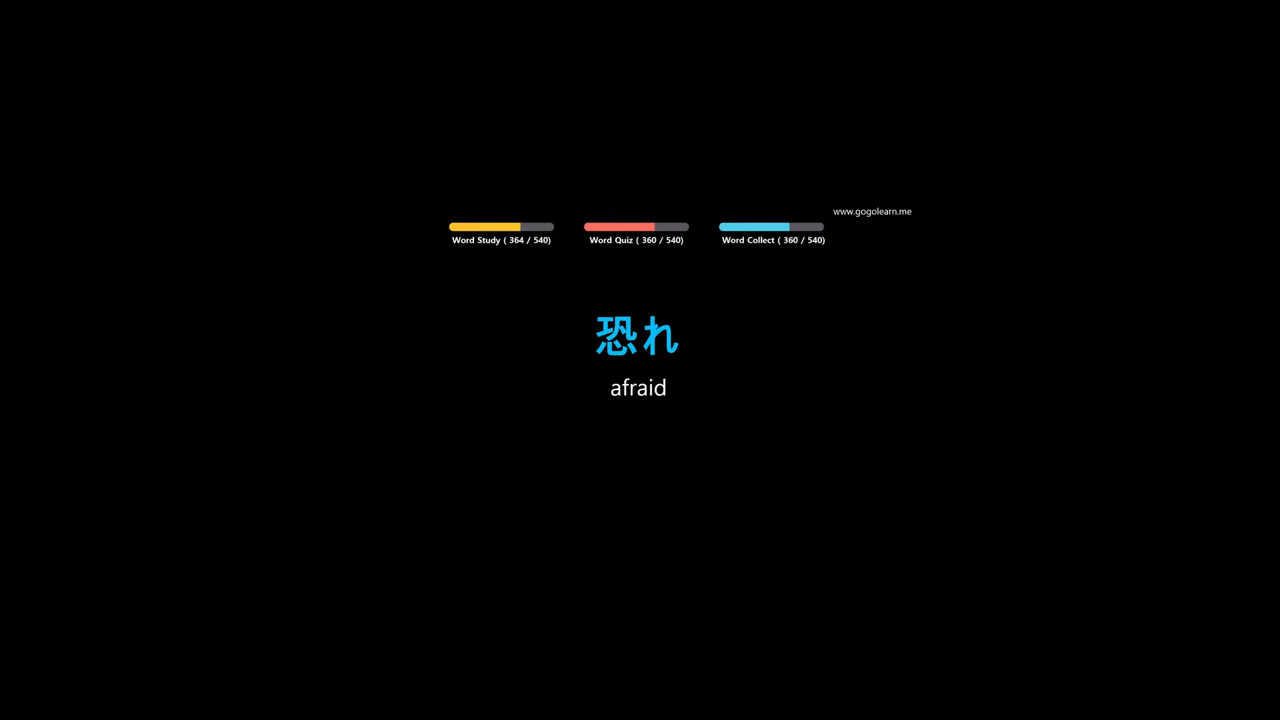 www.gogolearn.me
Word Study ( 364 / 540)
Word Quiz ( 360 / 540)
Word Collect ( 360 / 540)
恐れ
afraid